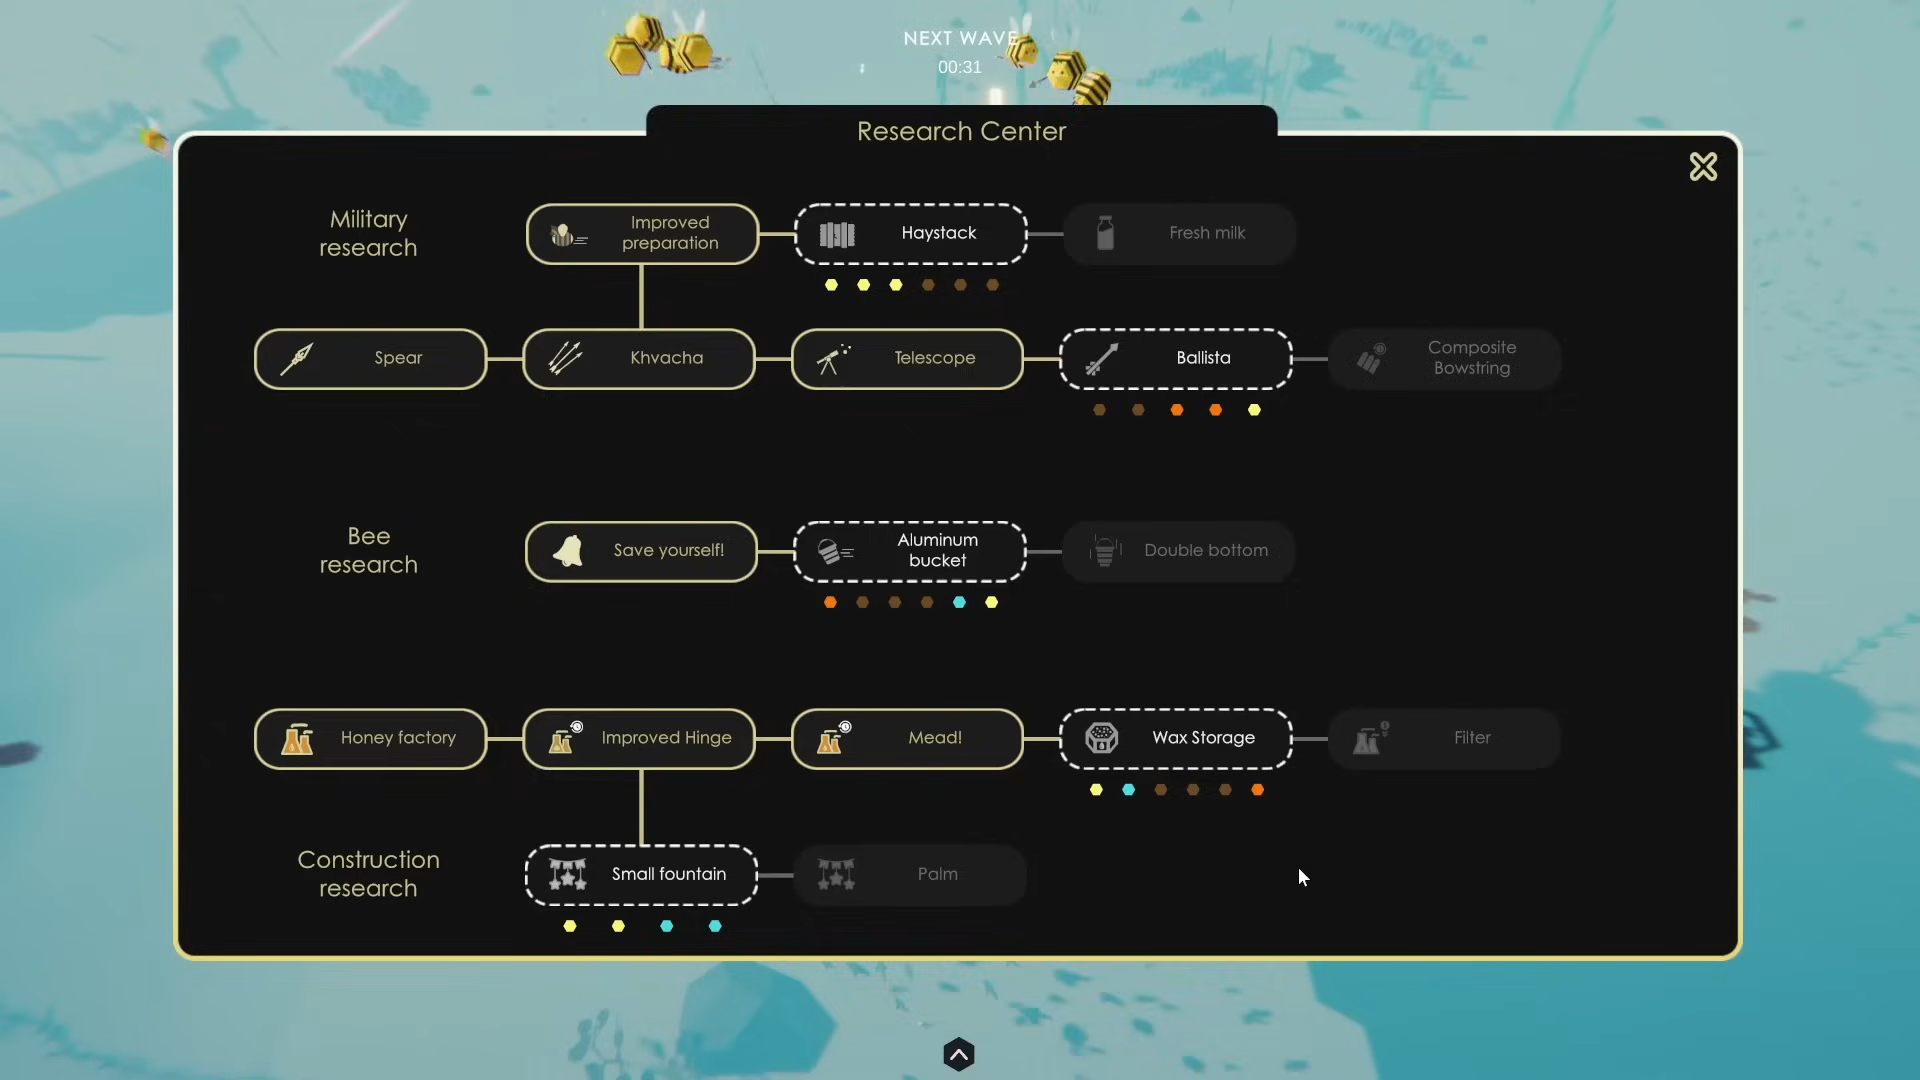 NEXT WAVE
00:31
Research Center
Military
research
Improved
preparation
Haystack
Fresh milk
Spear
Khvacha
Telescope
Ballista
Composite
Bowstring
Bee
research
Save yourself!
Aluminum
bucket
Double bottom
Honey factory
Improved Hinge
Mead!
Wax Storage
Filter
Construction
research
Small fountain
Palm